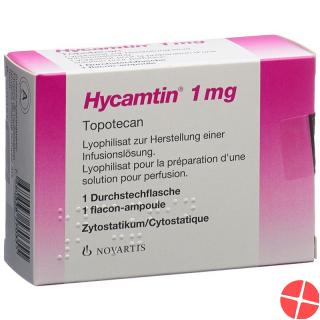 Hycamtin® 1 mg
Topotecan
Lyophilisat zur Herstellung einer
Infusionslösung.
Lyophilisat pour la préparation d'une
solution pour perfusion.
1 Durchstechflasche
1 flacon-ampoule
Zytostatikum/Cytostatique
NOVARTIS
Hycamtin® 1 mg
A